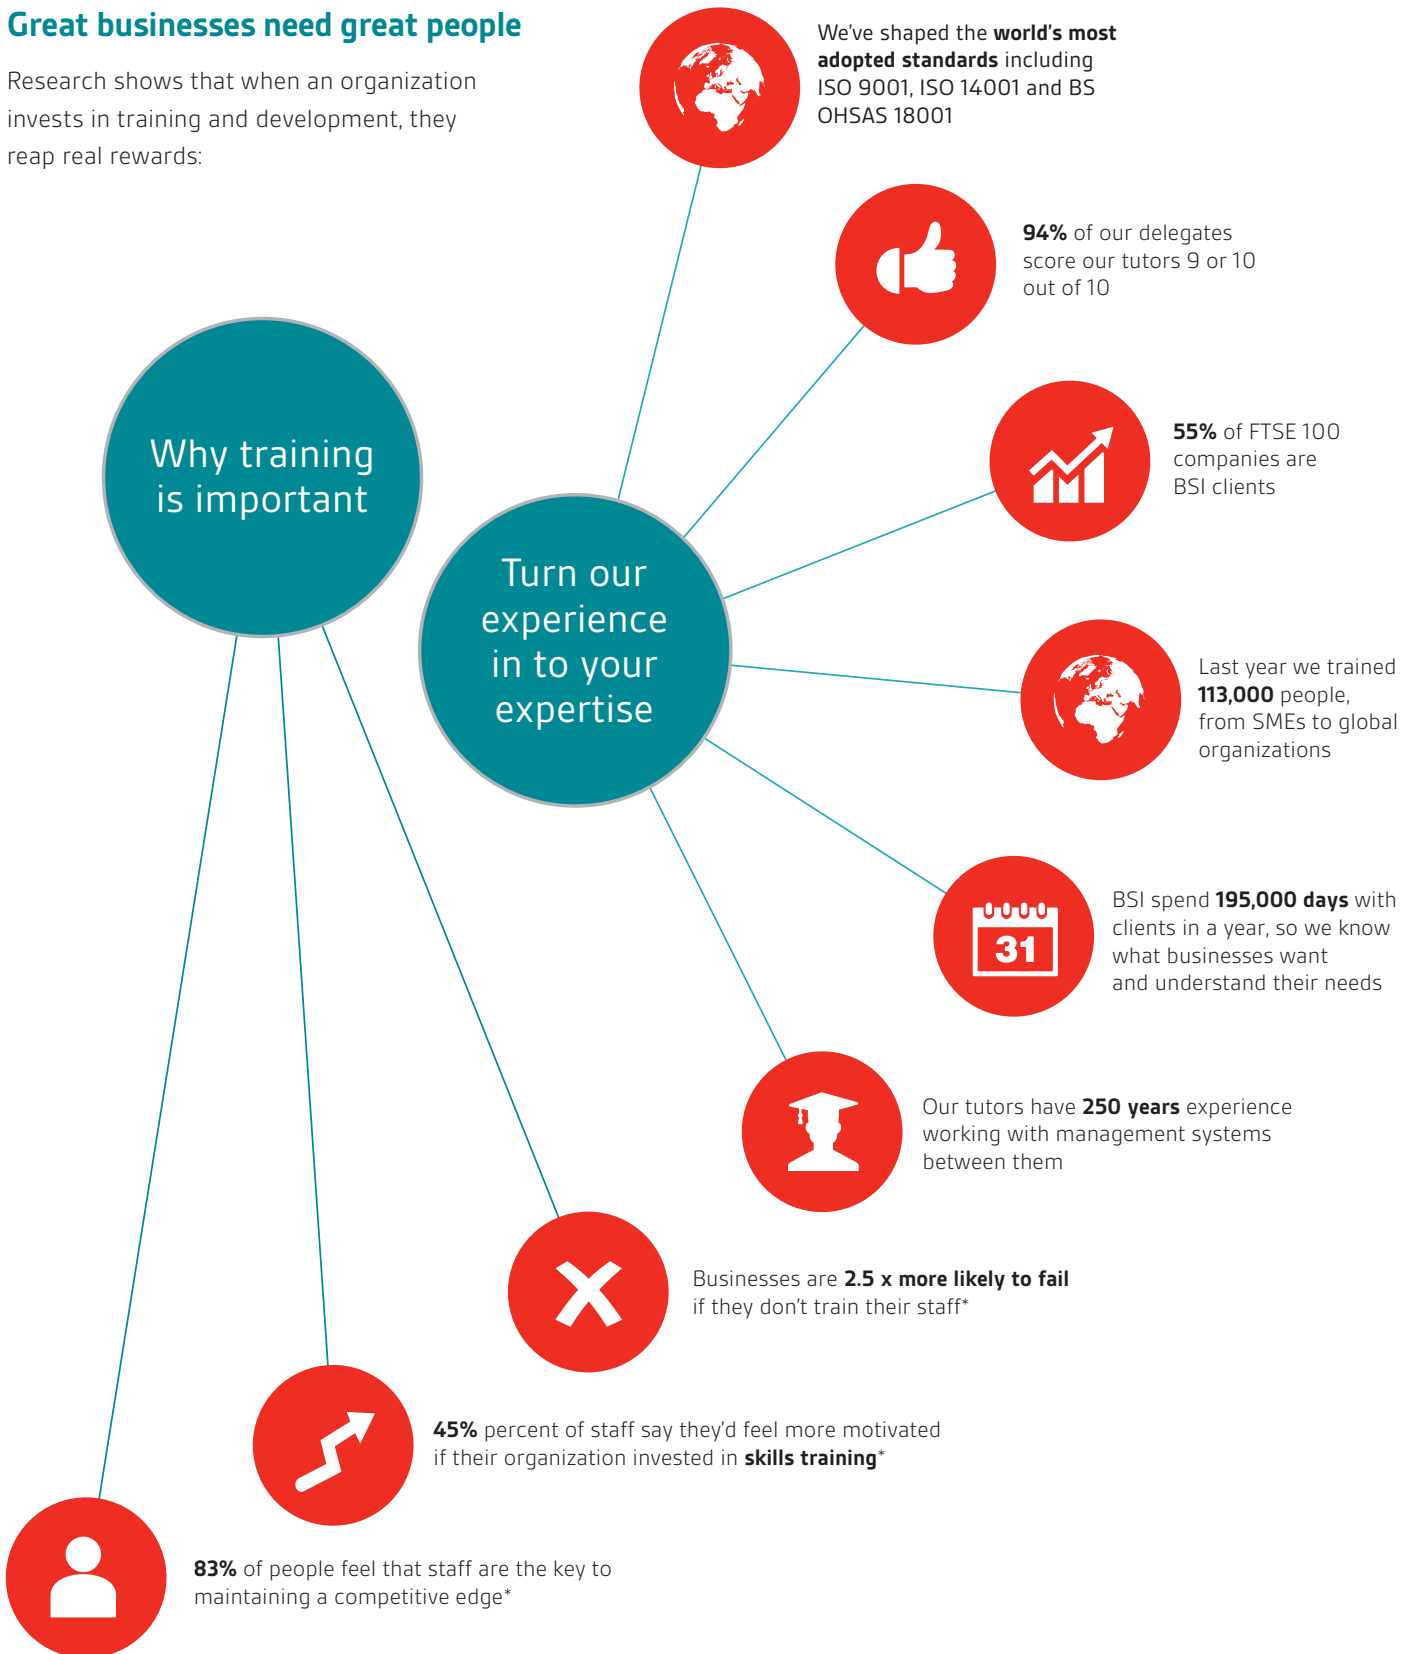 Great businesses need great people
Research shows that when an organization
invests in training and development, they
reap real rewards:
We've shaped the world's most
adopted standards including
ISO 9001, ISO 14001 and BS
OHSAS 18001
94% of our delegates
score our tutors 9 or 10
out of 10
Why training
is important
55% of FTSE 100
companies are
BSI clients
Turn our
experience
in to your
expertise
Last year we trained
113,000 people,
from SMEs to global
organizations
31
BSI spend 195,000 days with
clients in a year, so we know
what businesses want
and understand their needs
Our tutors have 250 years experience
working with management systems
between them
Businesses are 2.5 x more likely to fail
if they don't train their staff*
45% percent of staff say they'd feel more motivated
if their organization invested in skills training*
83% of people feel that staff are the key to
maintaining a competitive edge*